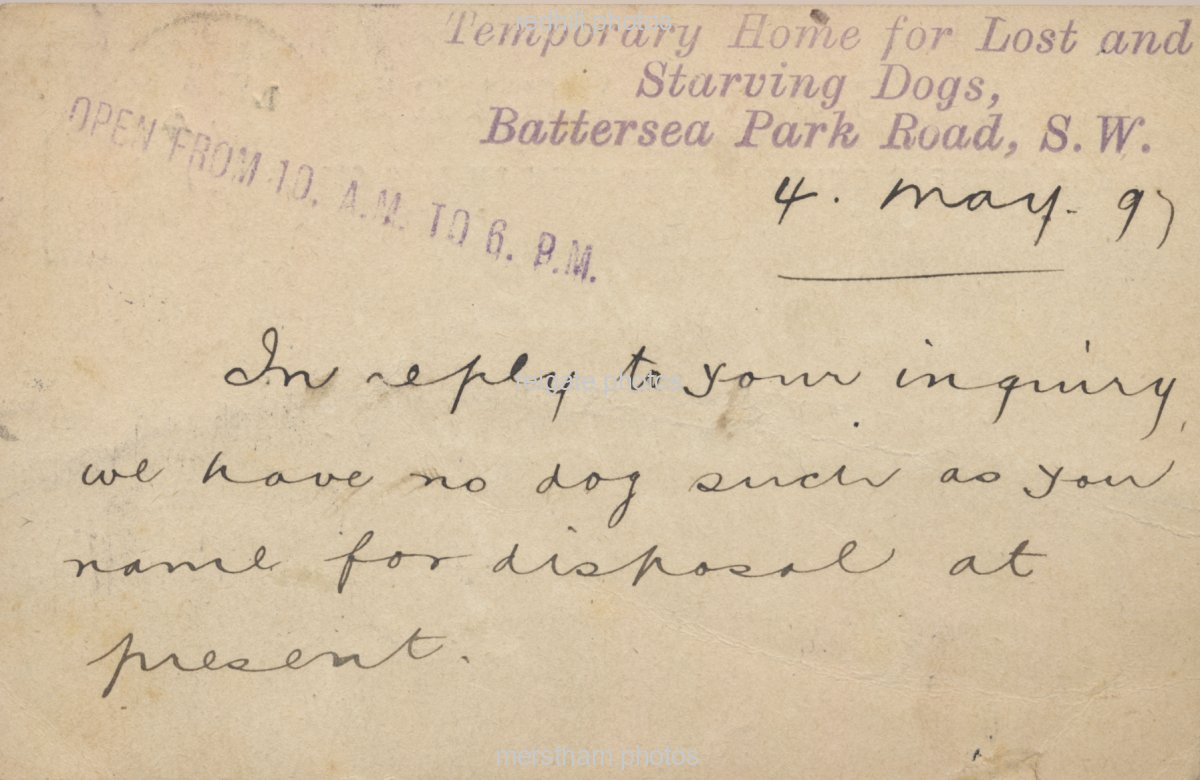 Temporary Home for Lost and
Starving Dogs,
Battersea Park Road, S.W.
OPEN FROM 10. A.M. TO 6. P.M.
4. May. 97
In reply to your inquiry
we have no dog such as you
name for disposal at
present.
merstham.photos